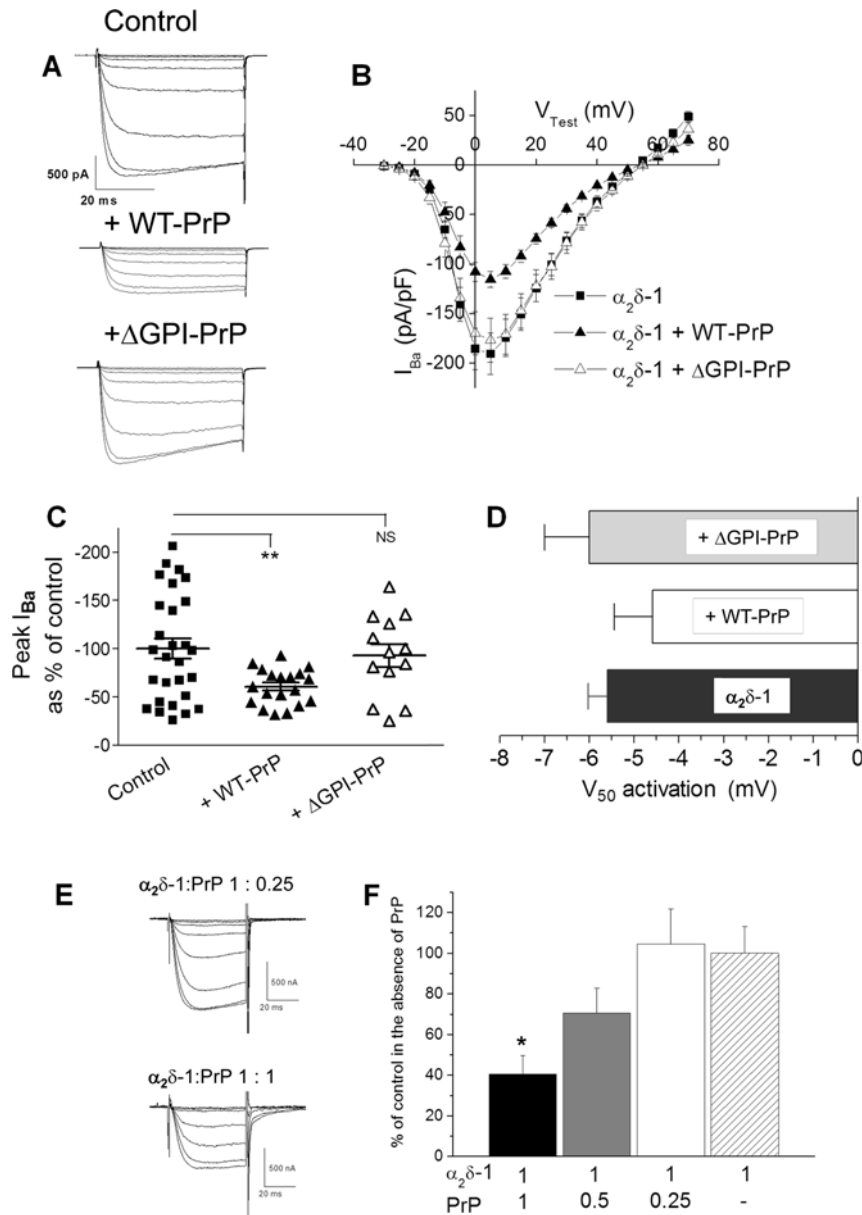 Control
A
500 pA
20 ms
+ WT-PrP
+ΔGPI-PrP
B
V_Test (mV)
-40 -20 0 20 40 60 80
50
0
-50
-100
-150
-200
I_Ba (pA/pF)
α₂δ-1
α₂δ-1 + WT-PrP
α₂δ-1 + ΔGPI-PrP
C
Peak I_Ba
as % of control
-200
-150
-100
-50
-0
**
NS
Control
+ WT-PrP
+ ΔGPI-PrP
D
+ ΔGPI-PrP
+ WT-PrP
α₂δ-1
-8 -7 -6 -5 -4 -3 -2 -1 0
V₅₀ activation (mV)
E
α₂δ-1:PrP 1 : 0.25
500 nA
20 ms
α₂δ-1:PrP 1 : 1
500 nA
20 ms
F
% of control in the absence of PrP
120
100
80
60
40
20
0
*
α₂δ-1 1 1 1 1
PrP 1 0.5 0.25 -